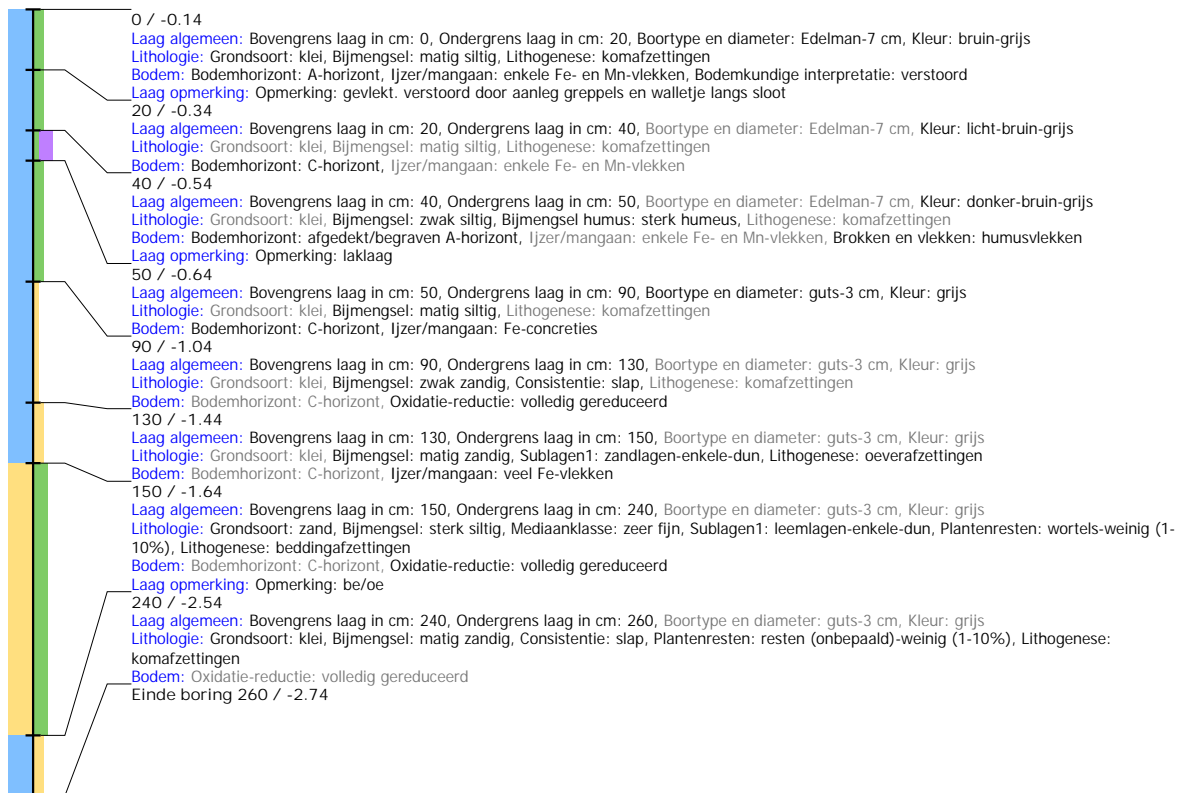 0 / -0.14
Laag algemeen: Bovengrens laag in cm: 0, Ondergrens laag in cm: 20, Boortype en diameter: Edelman-7 cm, Kleur: bruin-grijs
Lithologie: Grondsoort: klei, Bijmengsel: matig siltig, Lithogenese: komafzettingen
Bodem: Bodemhorizont: A-horizont, Ijzer/mangaan: enkele Fe- en Mn-vlekken, Bodemkundige interpretatie: verstoord
Laag opmerking: Opmerking: gevlekt. verstoord door aanleg greppels en walletje langs sloot
20 / -0.34
Laag algemeen: Bovengrens laag in cm: 20, Ondergrens laag in cm: 40, Boortype en diameter: Edelman-7 cm, Kleur: licht-bruin-grijs
Lithologie: Grondsoort: klei, Bijmengsel: matig siltig, Lithogenese: komafzettingen
Bodem: Bodemhorizont: C-horizont, Ijzer/mangaan: enkele Fe- en Mn-vlekken
40 / -0.54
Laag algemeen: Bovengrens laag in cm: 40, Ondergrens laag in cm: 50, Boortype en diameter: Edelman-7 cm, Kleur: donker-bruin-grijs
Lithologie: Grondsoort: klei, Bijmengsel: zwak siltig, Bijmengsel humus: sterk humeus, Lithogenese: komafzettingen
Bodem: Bodemhorizont: afgedekt/begraven A-horizont, Ijzer/mangaan: enkele Fe- en Mn-vlekken, Brokken en vlekken: humusvlekken
Laag opmerking: Opmerking: laklaag
50 / -0.64
Laag algemeen: Bovengrens laag in cm: 50, Ondergrens laag in cm: 90, Boortype en diameter: guts-3 cm, Kleur: grijs
Lithologie: Grondsoort: klei, Bijmengsel: matig siltig, Lithogenese: komafzettingen
Bodem: Bodemhorizont: C-horizont, Ijzer/mangaan: Fe-concreties
90 / -1.04
Laag algemeen: Bovengrens laag in cm: 90, Ondergrens laag in cm: 130, Boortype en diameter: guts-3 cm, Kleur: grijs
Lithologie: Grondsoort: klei, Bijmengsel: zwak zandig, Consistentie: slap, Lithogenese: komafzettingen
Bodem: Bodemhorizont: C-horizont, Oxidatie-reductie: volledig gereduceerd
130 / -1.44
Laag algemeen: Bovengrens laag in cm: 130, Ondergrens laag in cm: 150, Boortype en diameter: guts-3 cm, Kleur: grijs
Lithologie: Grondsoort: klei, Bijmengsel: matig zandig, Sublagen1: zandlagen-enkele-dun, Lithogenese: oeverafzettingen
Bodem: Bodemhorizont: C-horizont, Ijzer/mangaan: veel Fe-vlekken
150 / -1.64
Laag algemeen: Bovengrens laag in cm: 150, Ondergrens laag in cm: 240, Boortype en diameter: guts-3 cm, Kleur: grijs
Lithologie: Grondsoort: zand, Bijmengsel: sterk siltig, Mediaanklasse: zeer fijn, Sublagen1: leemlagen-enkele-dun, Plantenresten: wortels-weinig (1-
10%), Lithogenese: beddingafzettingen
Bodem: Bodemhorizont: C-horizont, Oxidatie-reductie: volledig gereduceerd
Laag opmerking: Opmerking: be/oe
240 / -2.54
Laag algemeen: Bovengrens laag in cm: 240, Ondergrens laag in cm: 260, Boortype en diameter: guts-3 cm, Kleur: grijs
Lithologie: Grondsoort: klei, Bijmengsel: matig zandig, Consistentie: slap, Plantenresten: resten (onbepaald)-weinig (1-10%), Lithogenese:
komafzettingen
Bodem: Oxidatie-reductie: volledig gereduceerd
Einde boring 260 / -2.74